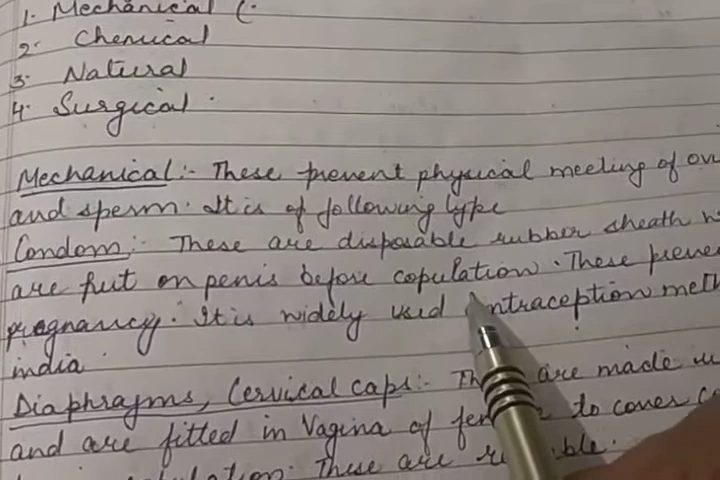 1. Mechanical (.
2. Chemical
3. Natural
4. Surgical.
Mechanical:- These prevent physical meeting of
and sperm. It is of following type
Condom:- These are disposable rubber sheath
are put on penis before copulation. These
pregnancy. It is widely used
india
Diaphragms, Cervical caps:- are made
and are fitted in Vagina of to cover
These are